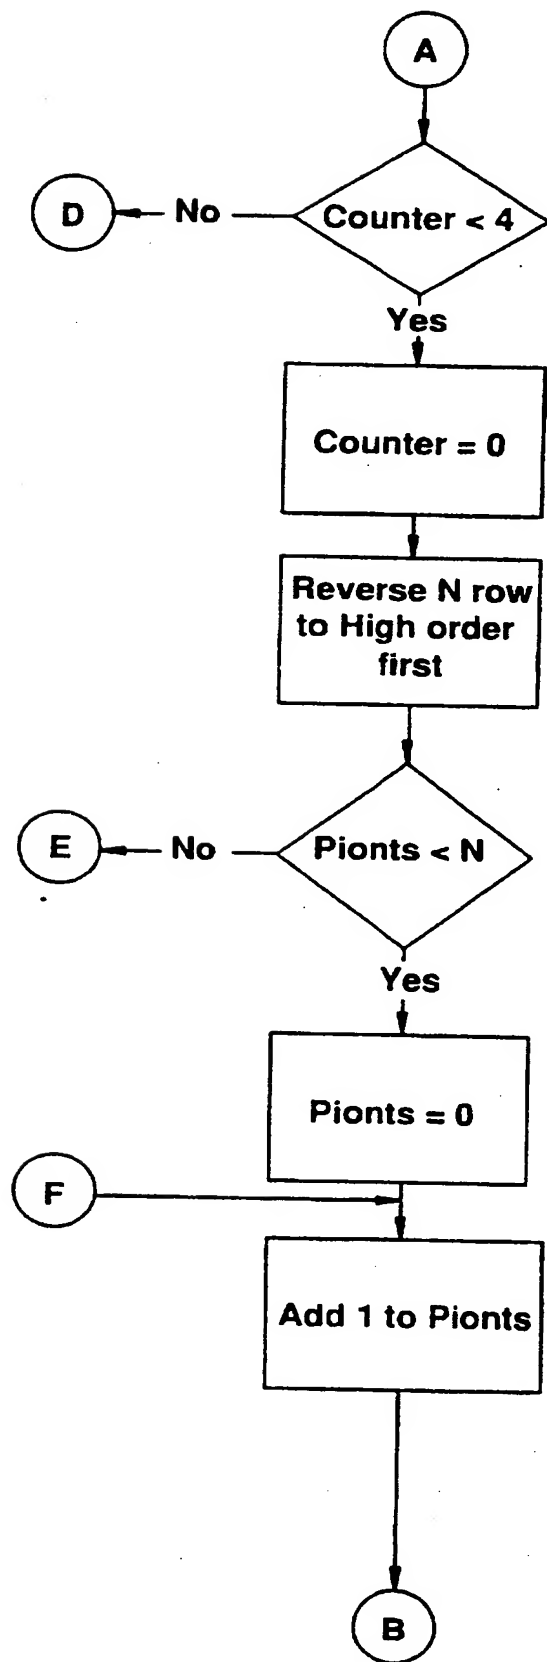 A
Counter < 4
No
D
Yes
Counter = 0
Reverse N row
to High order
first
Pionts < N
No
E
Yes
Pionts = 0
F
Add 1 to Pionts
B